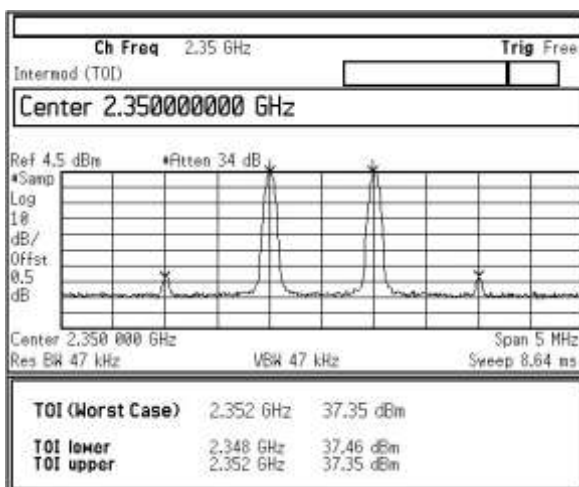 Ch Freq 2.35 GHz Trig Free
Intermod (TOI)
Center 2.350000000 GHz
Ref 4.5 dBm #Atten 34 dB
#Samp
Log
10
dB/
Offst
0.5
dB
Center 2.350 000 GHz Span 5 MHz
Res BW 47 kHz VBW 47 kHz Sweep 8.64 ms
TOI (Worst Case) 2.352 GHz 37.35 dBm
TOI lower 2.348 GHz 37.46 dBm
TOI upper 2.352 GHz 37.35 dBm